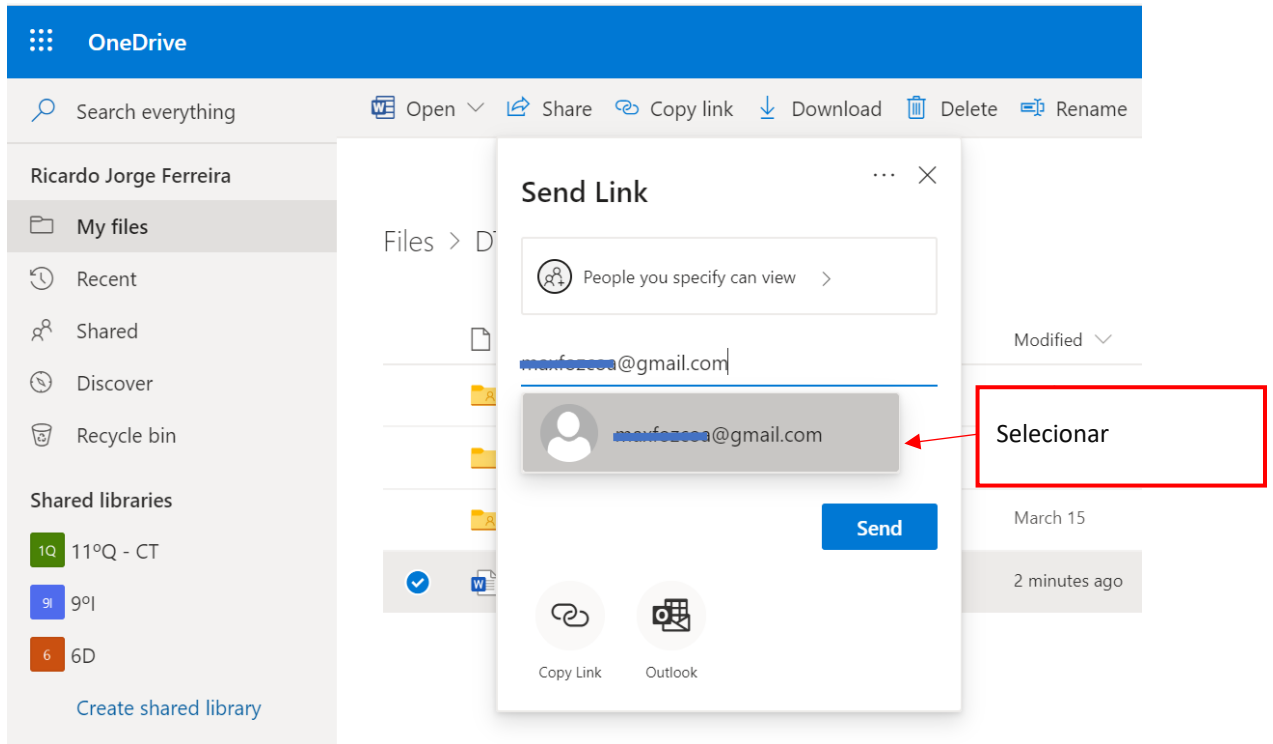 OneDrive
Search everything
Open
Share
Copy link
Download
Delete
Rename
Ricardo Jorge Ferreira
My files
Recent
Shared
Discover
Recycle bin
Shared libraries
1Q 11ºQ - CT
9I 9ºI
6 6D
Create shared library
Files >
Modified
March 15
2 minutes ago
Send Link
People you specify can view
@gmail.com
@gmail.com
Send
Copy Link
Outlook
Selecionar